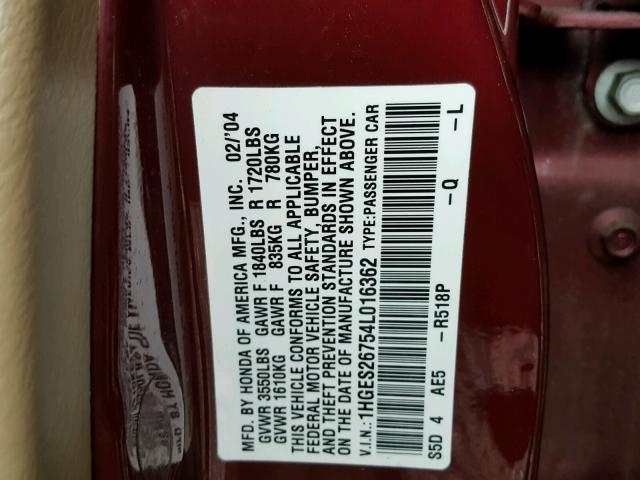 MFD. BY HONDA OF AMERICA MFG., INC. 02/'04
GVWR 3550LBS GAWR F 1840LBS R 1720LBS
GVWR 1610KG GAWR F 835KG R 780KG
THIS VEHICLE CONFORMS TO ALL APPLICABLE
FEDERAL MOTOR VEHICLE SAFETY, BUMPER,
AND THEFT PREVENTION STANDARDS IN EFFECT
ON THE DATE OF MANUFACTURE SHOWN ABOVE.
V.I.N.: 1HGES26754L016362 TYPE:PASSENGER CAR
S5D 4 AE5 -R518P -Q -L